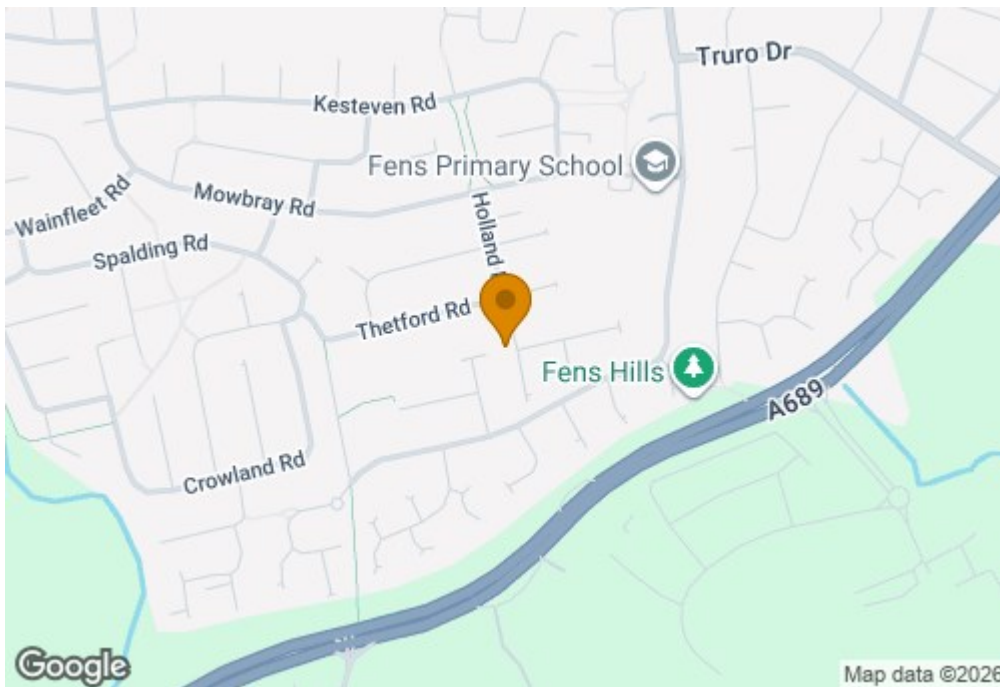 Truro Dr
Kesteven Rd
Fens Primary School
Wainfleet Rd
Mowbray Rd
Holland
Spalding Rd
Thetford Rd
Fens Hills
A689
Crowland Rd
Google
Map data ©2026